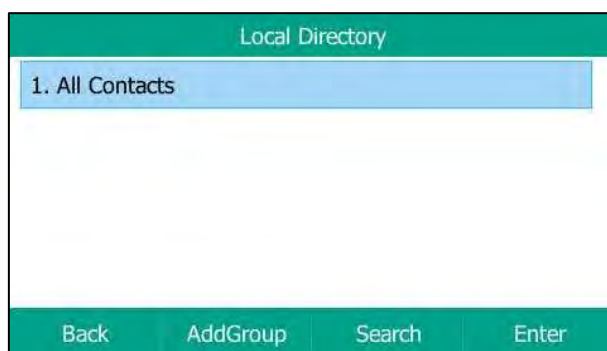 Local Directory
1. All Contacts
Back AddGroup Search Enter